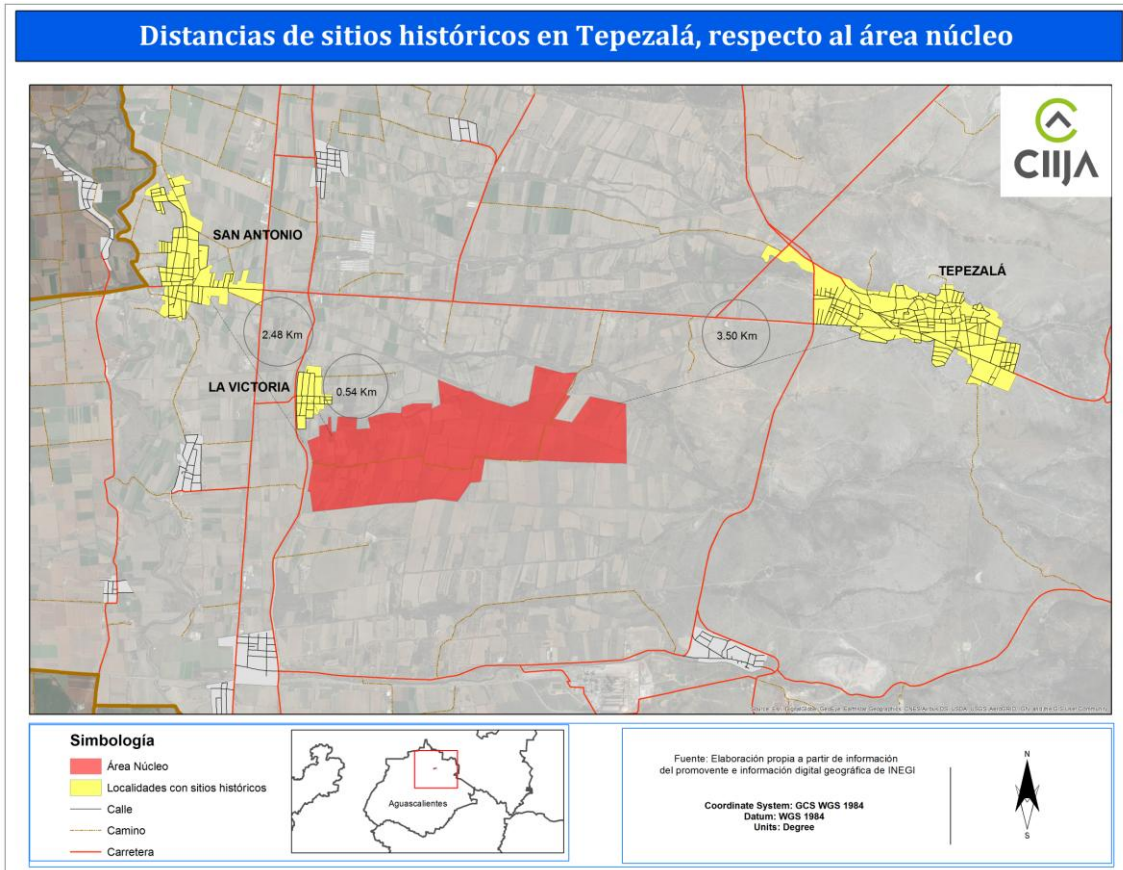 Distancias de sitios históricos en Tepezalá, respecto al área núcleo
CIIJA
SAN ANTONIO
TEPEZALÁ
2.48 Km
3.50 Km
LA VICTORIA
0.54 Km
Simbología
Área Núcleo
Localidades con sitios históricos
Calle
Camino
Carretera
Aguascalientes
Fuente: Elaboración propia a partir de información
del promovente e información digital geográfica de INEGI
Coordinate System: GCS WGS 1984
Datum: WGS 1984
Units: Degree
N
S